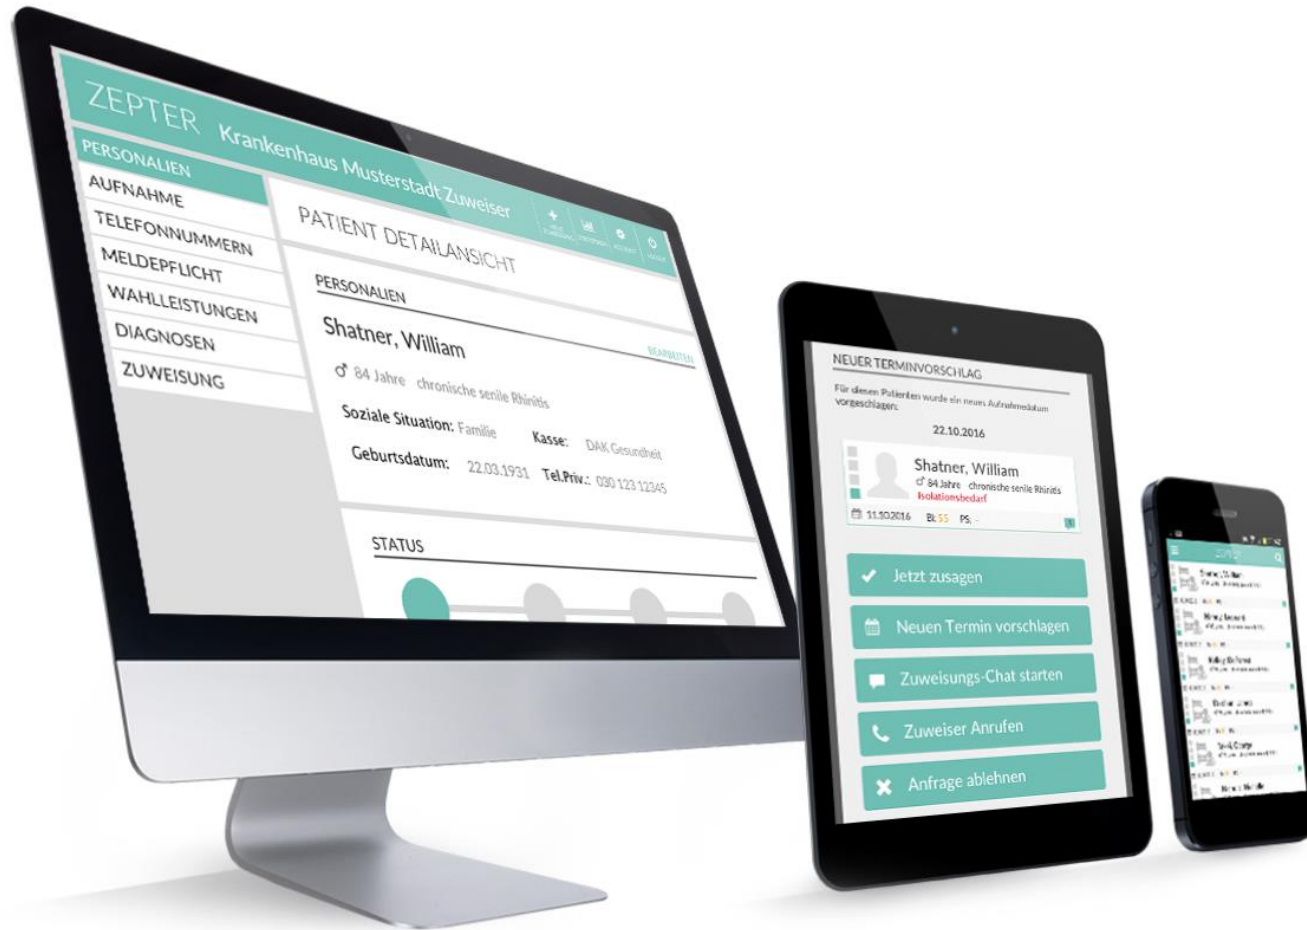 ZEPTER Krankenhaus Musterstadt Zuweiser
PERSONALIEN
AUFNAHME
TELEFONNUMMERN
MELDEPFLICHT
WAHLLEISTUNGEN
DIAGNOSEN
ZUWEISUNG
PATIENT DETAILANSICHT
PERSONALIEN
BEARBEITEN
Shatner, William
♂ 84 Jahre chronische senile Rhinitis
Soziale Situation: Familie Kasse: DAK Gesundheit
Geburtsdatum: 22.03.1931 Tel.Priv.: 030 123 12345
STATUS
NEUER TERMINVORSCHLAG
Für diesen Patienten wurde ein neues Aufnahmedatum
vorgeschlagen:
22.10.2016
Shatner, William
♂ 84 Jahre chronische senile Rhinitis
Isolationsbedarf
11.10.2016 BI: 55 PS: -
Jetzt zusagen
Neuen Termin vorschlagen
Zuweisungs-Chat starten
Zuweiser Anrufen
Anfrage ablehnen